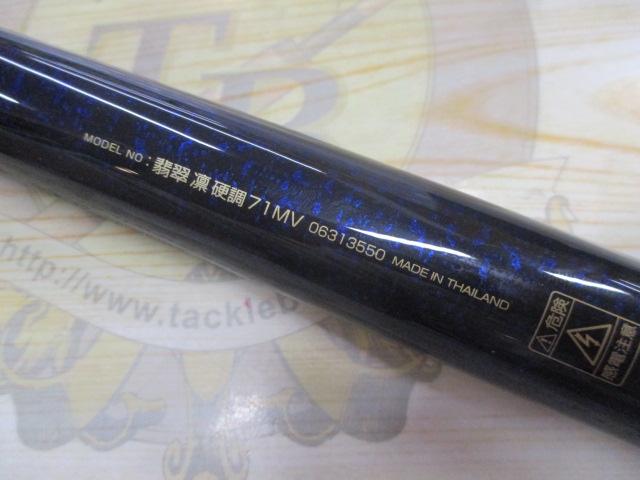 MODEL NO : 翡翠 凛 硬調 71MV 06313550 MADE IN THAILAND
危険
感電注意
TB
http://www.tackleb